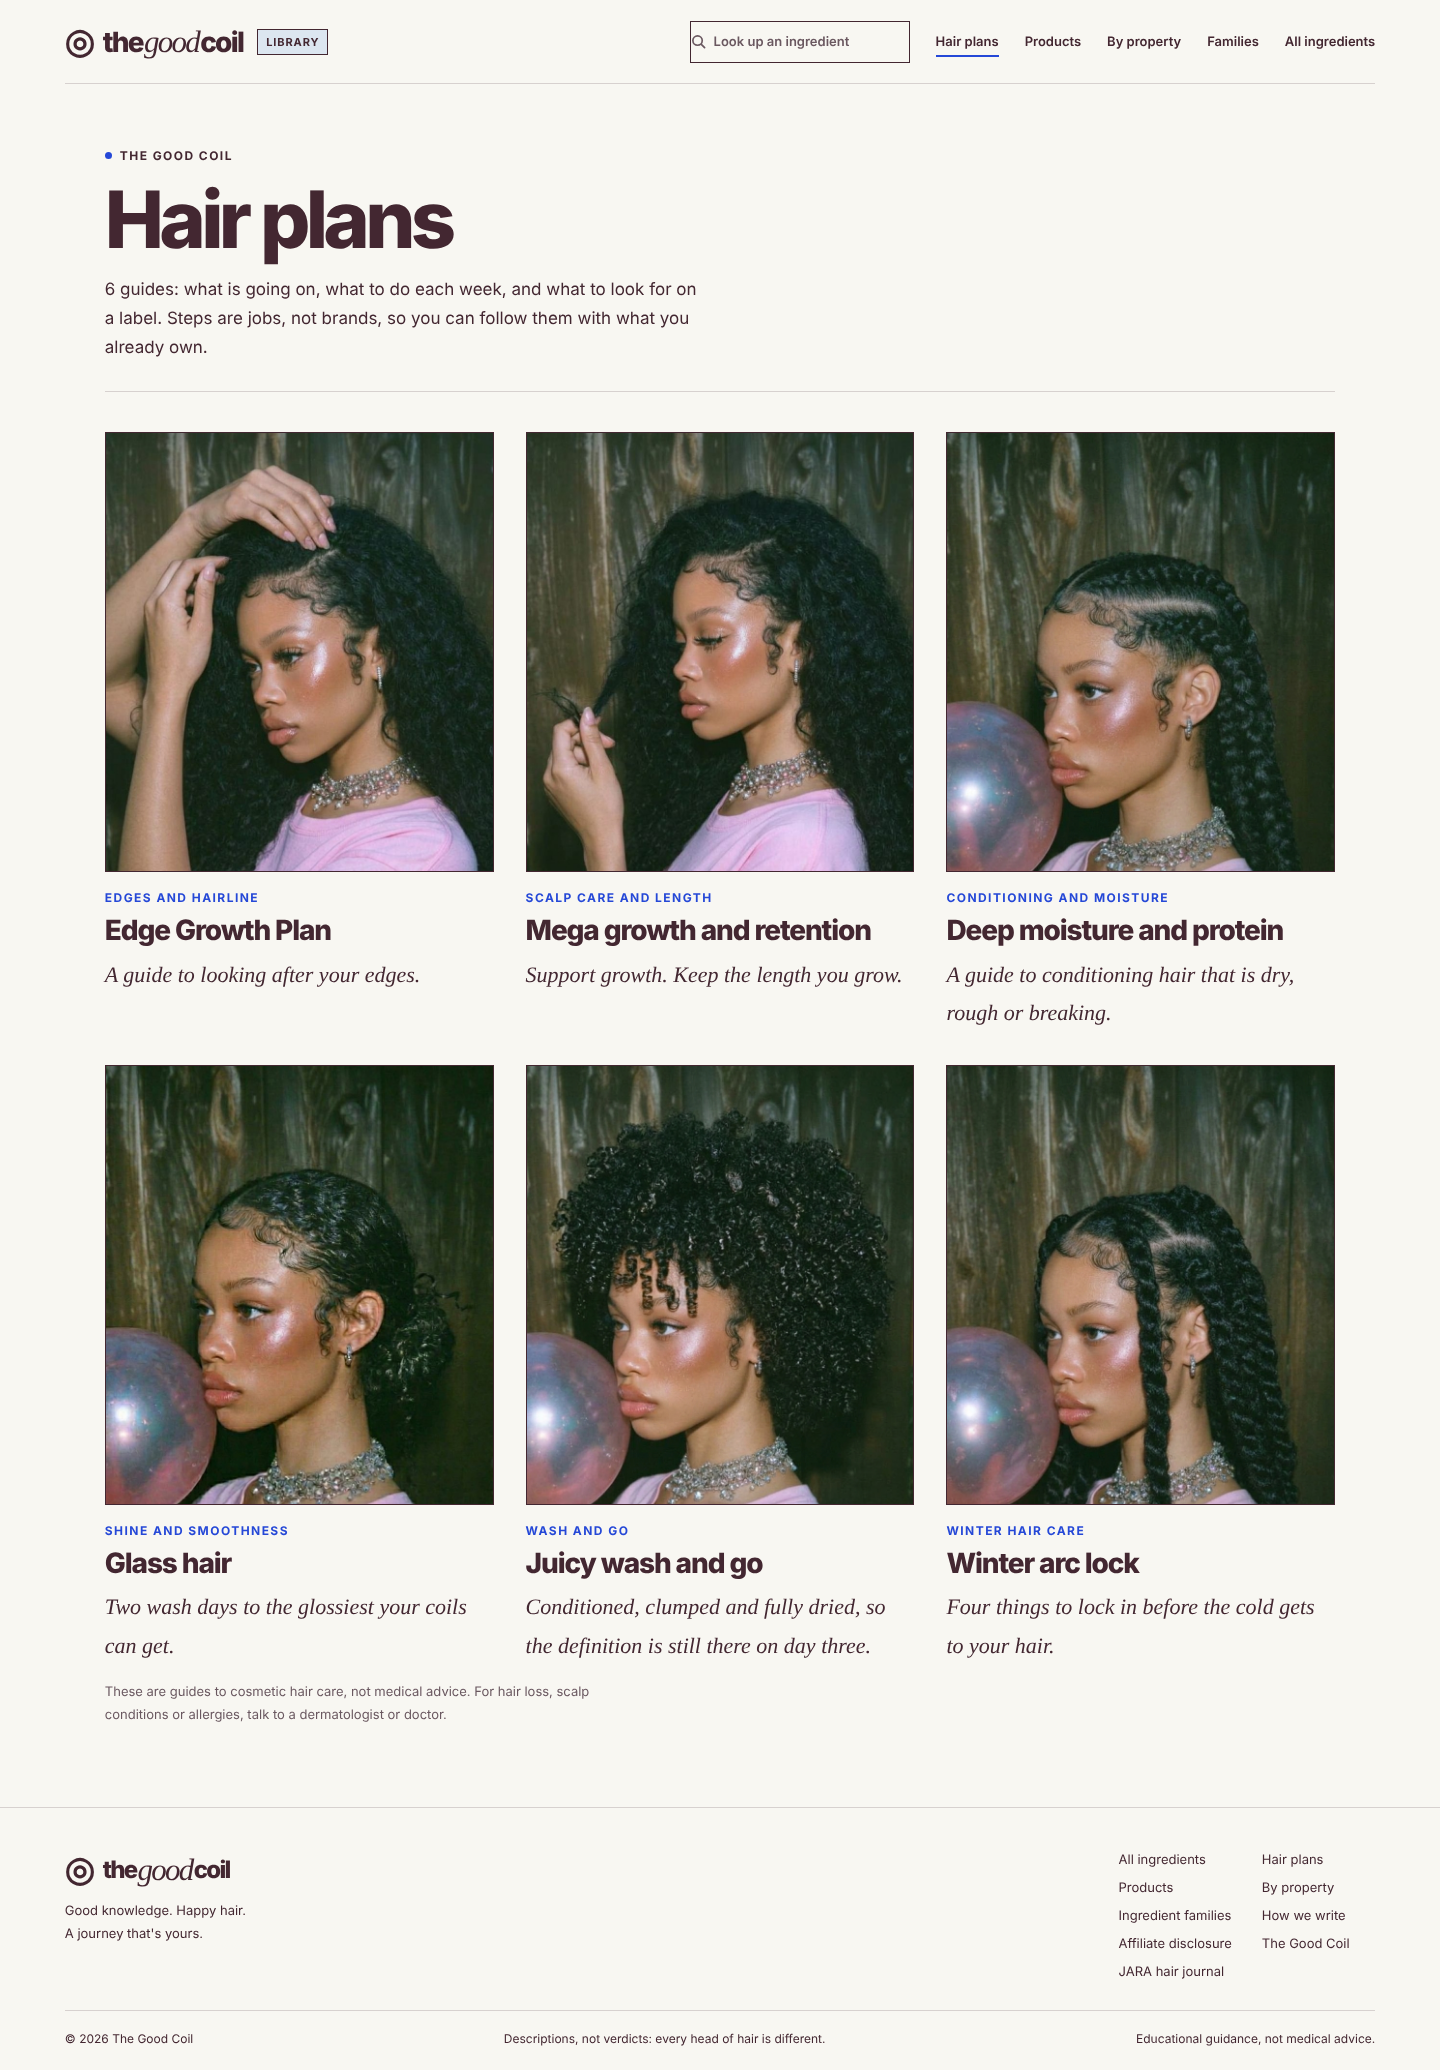 thegoodcoil LIBRARY
Look up an ingredient
Hair plans Products By property Families All ingredients
THE GOOD COIL
Hair plans
6 guides: what is going on, what to do each week, and what to look for on
a label. Steps are jobs, not brands, so you can follow them with what you
already own.
EDGES AND HAIRLINE
Edge Growth Plan
A guide to looking after your edges.
SCALP CARE AND LENGTH
Mega growth and retention
Support growth. Keep the length you grow.
CONDITIONING AND MOISTURE
Deep moisture and protein
A guide to conditioning hair that is dry,
rough or breaking.
SHINE AND SMOOTHNESS
Glass hair
Two wash days to the glossiest your coils
can get.
WASH AND GO
Juicy wash and go
Conditioned, clumped and fully dried, so
the definition is still there on day three.
WINTER HAIR CARE
Winter arc lock
Four things to lock in before the cold gets
to your hair.
These are guides to cosmetic hair care, not medical advice. For hair loss, scalp
conditions or allergies, talk to a dermatologist or doctor.
thegoodcoil
Good knowledge. Happy hair.
A journey that's yours.
All ingredients
Products
Ingredient families
Affiliate disclosure
JARA hair journal
Hair plans
By property
How we write
The Good Coil
© 2026 The Good Coil
Descriptions, not verdicts: every head of hair is different.
Educational guidance, not medical advice.